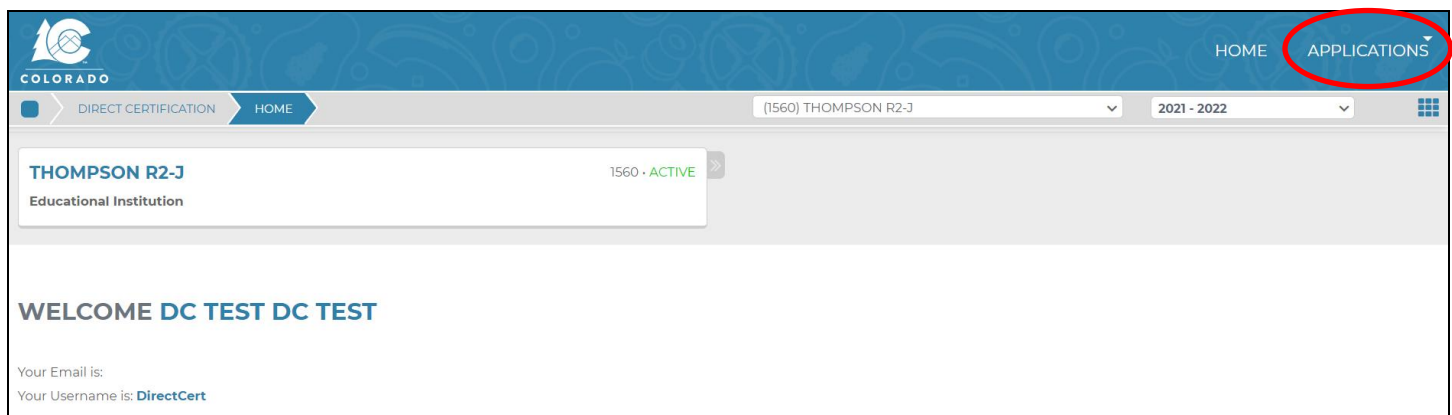 COLORADO
HOME APPLICATIONS
DIRECT CERTIFICATION HOME (1560) THOMPSON R2-J 2021 - 2022
THOMPSON R2-J 1560 • ACTIVE
Educational Institution
WELCOME DC TEST DC TEST
Your Email is:
Your Username is: DirectCert